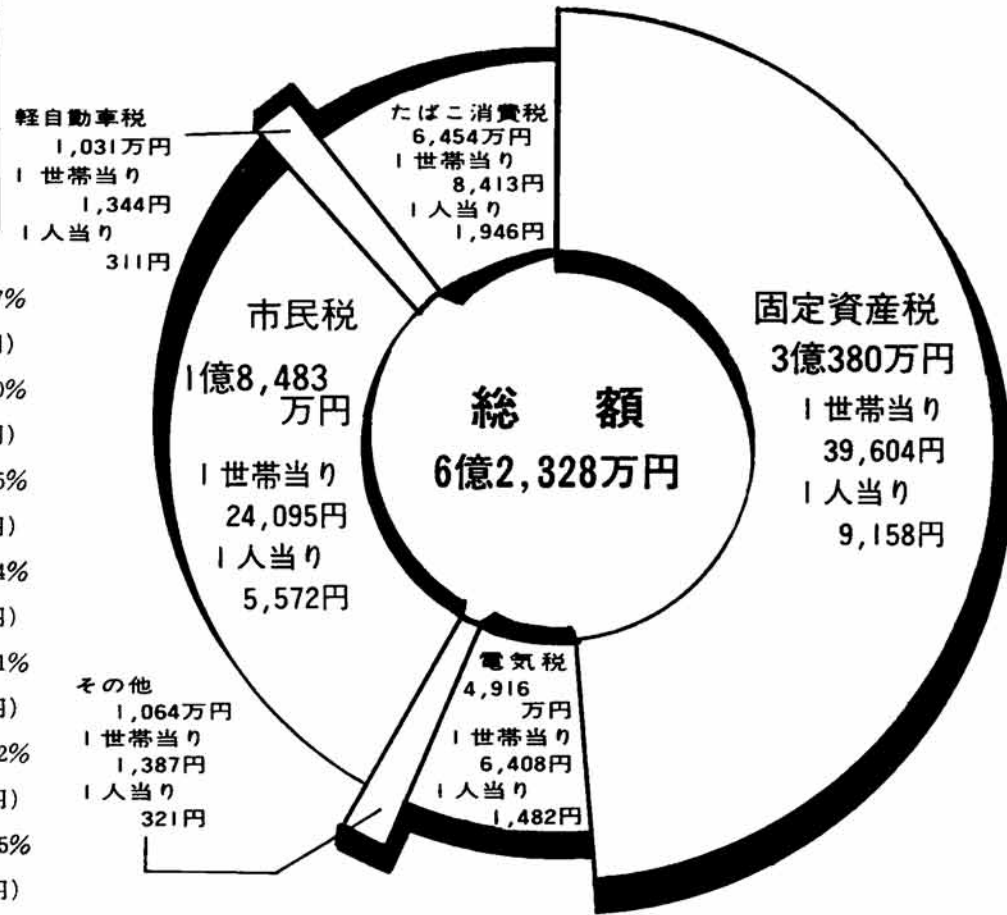 軽自動車税
1,031万円
1世帯当り
1,344円
1人当り
311円
たばこ消費税
6,454万円
1世帯当り
8,413円
1人当り
1,946円
固定資産税
3億380万円
1世帯当り
39,604円
1人当り
9,158円
市民税
1億8,483
万円
1世帯当り
24,095円
1人当り
5,572円
総額
6億2,328万円
電気税
4,916
万円
1世帯当り
6,408円
1人当り
1,482円
その他
1,064万円
1世帯当り
1,387円
1人当り
321円